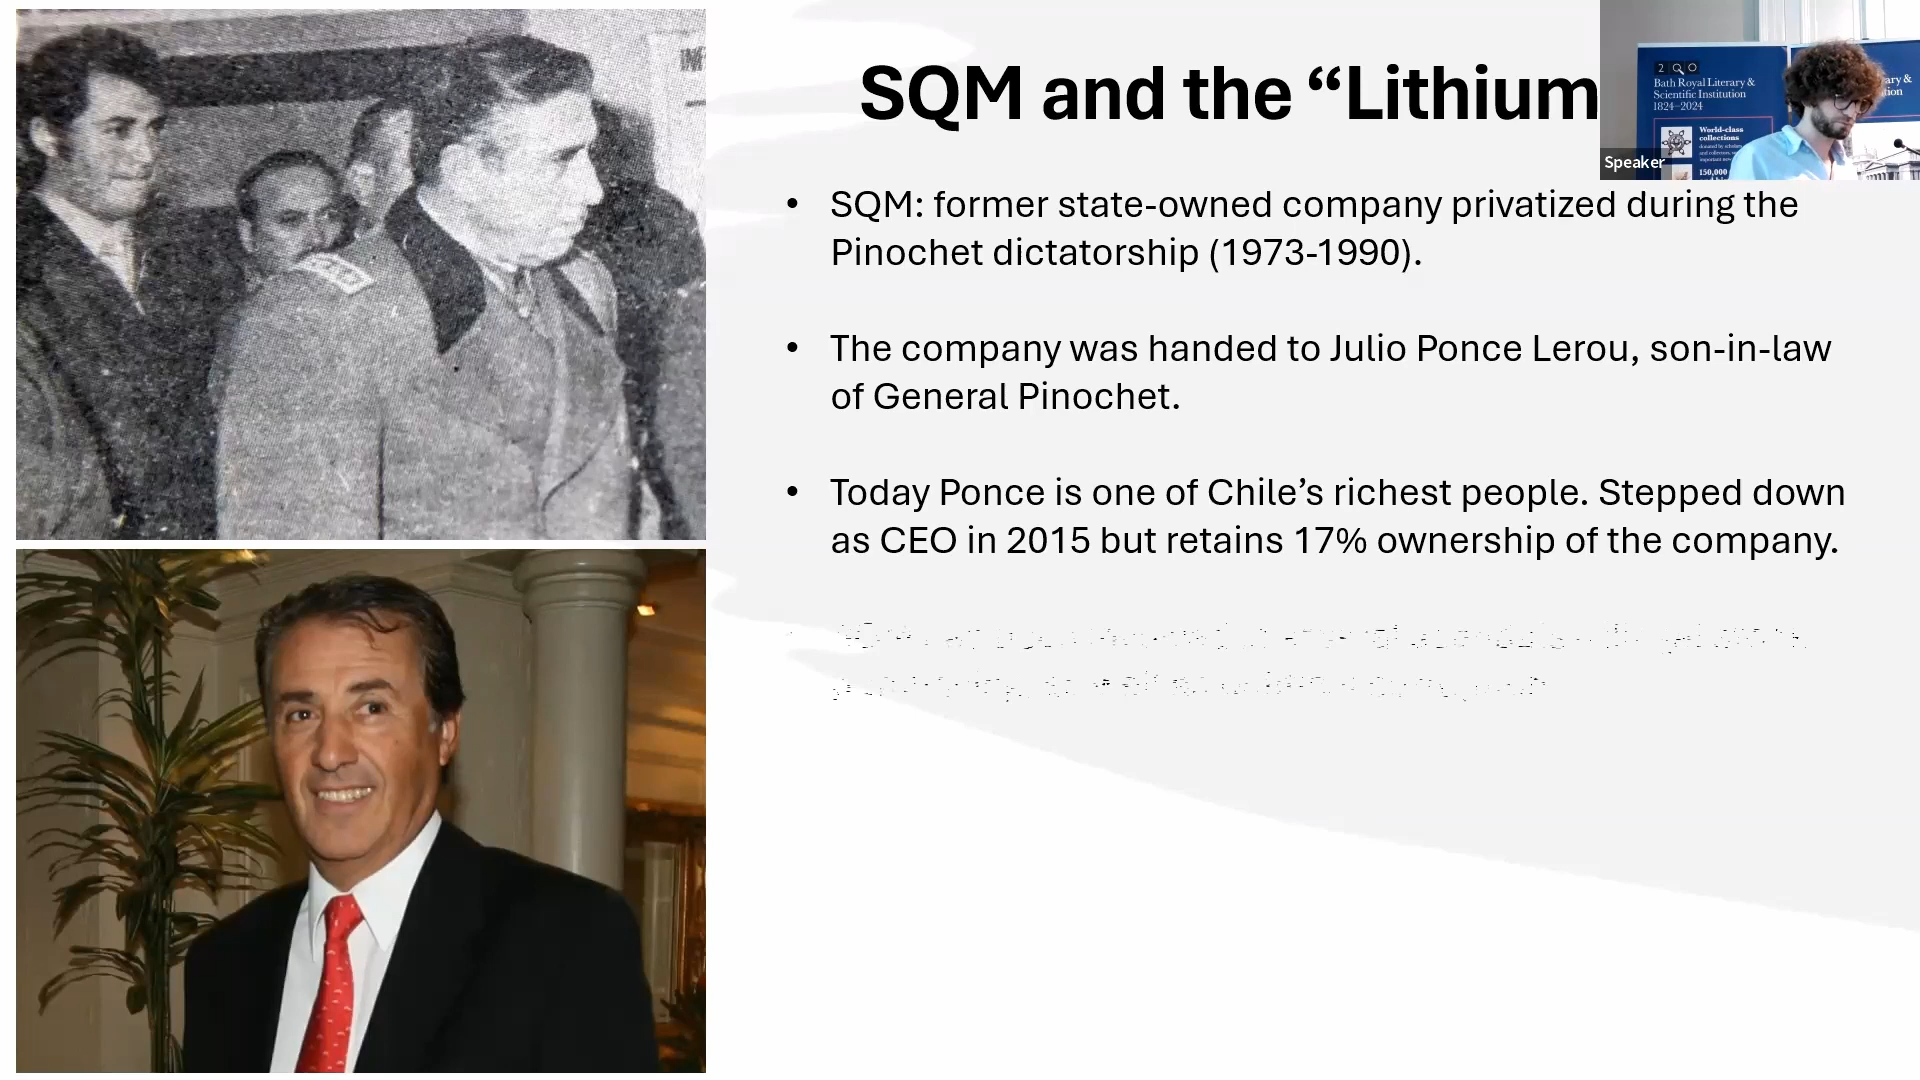 SQM and the “Lithium
2
Bath Royal Literary &
Scientific Institution
1824–2024
World-class
collections
150,000
Speaker
• SQM: former state-owned company privatized during the
Pinochet dictatorship (1973-1990).
• The company was handed to Julio Ponce Lerou, son-in-law
of General Pinochet.
• Today Ponce is one of Chile’s richest people. Stepped down
as CEO in 2015 but retains 17% ownership of the company.